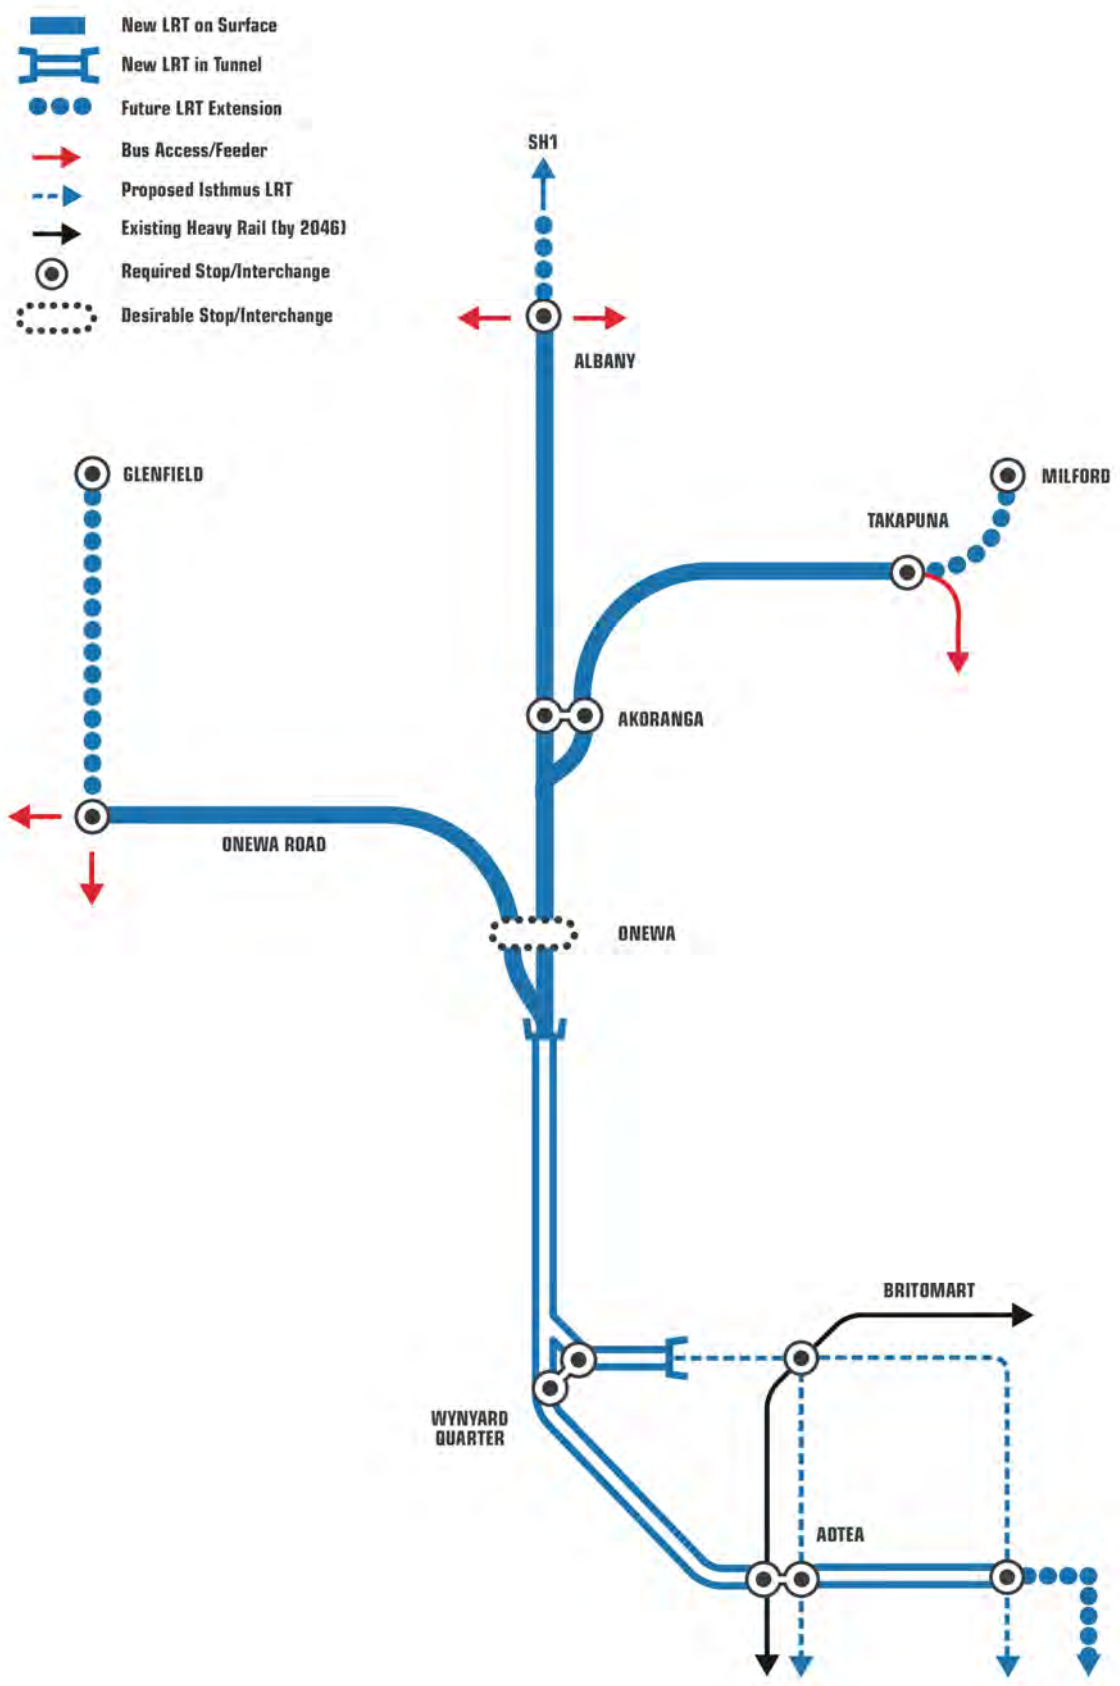 New LRT on Surface
New LRT in Tunnel
Future LRT Extension
Bus Access/Feeder
Proposed Isthmus LRT
Existing Heavy Rail (by 2046)
Required Stop/Interchange
Desirable Stop/Interchange
SH1
ALBANY
GLENFIELD
MILFORD
TAKAPUNA
AKORANGA
ONEWA ROAD
ONEWA
BRITOMART
WYNYARD
QUARTER
AOTEA